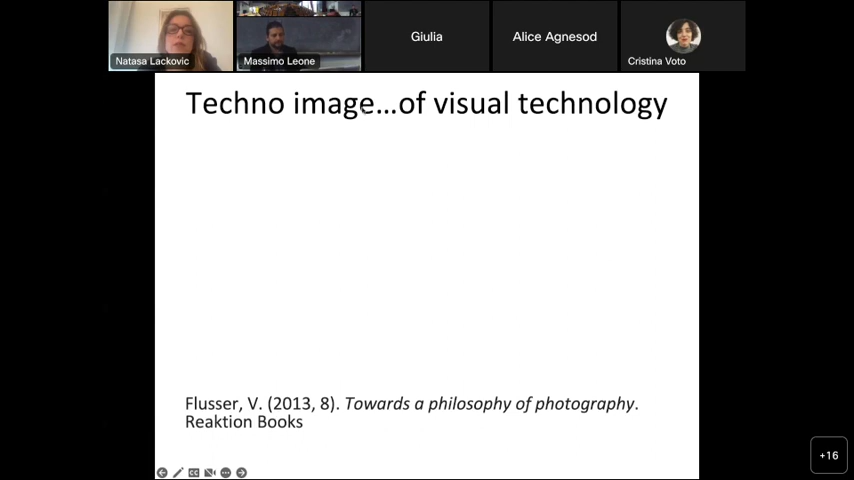 Natasa Lackovic
Massimo Leone
Giulia
Alice Agnesod
Cristina Voto
Techno image...of visual technology
Flusser, V. (2013, 8). Towards a philosophy of photography.
Reaktion Books
CC
+16